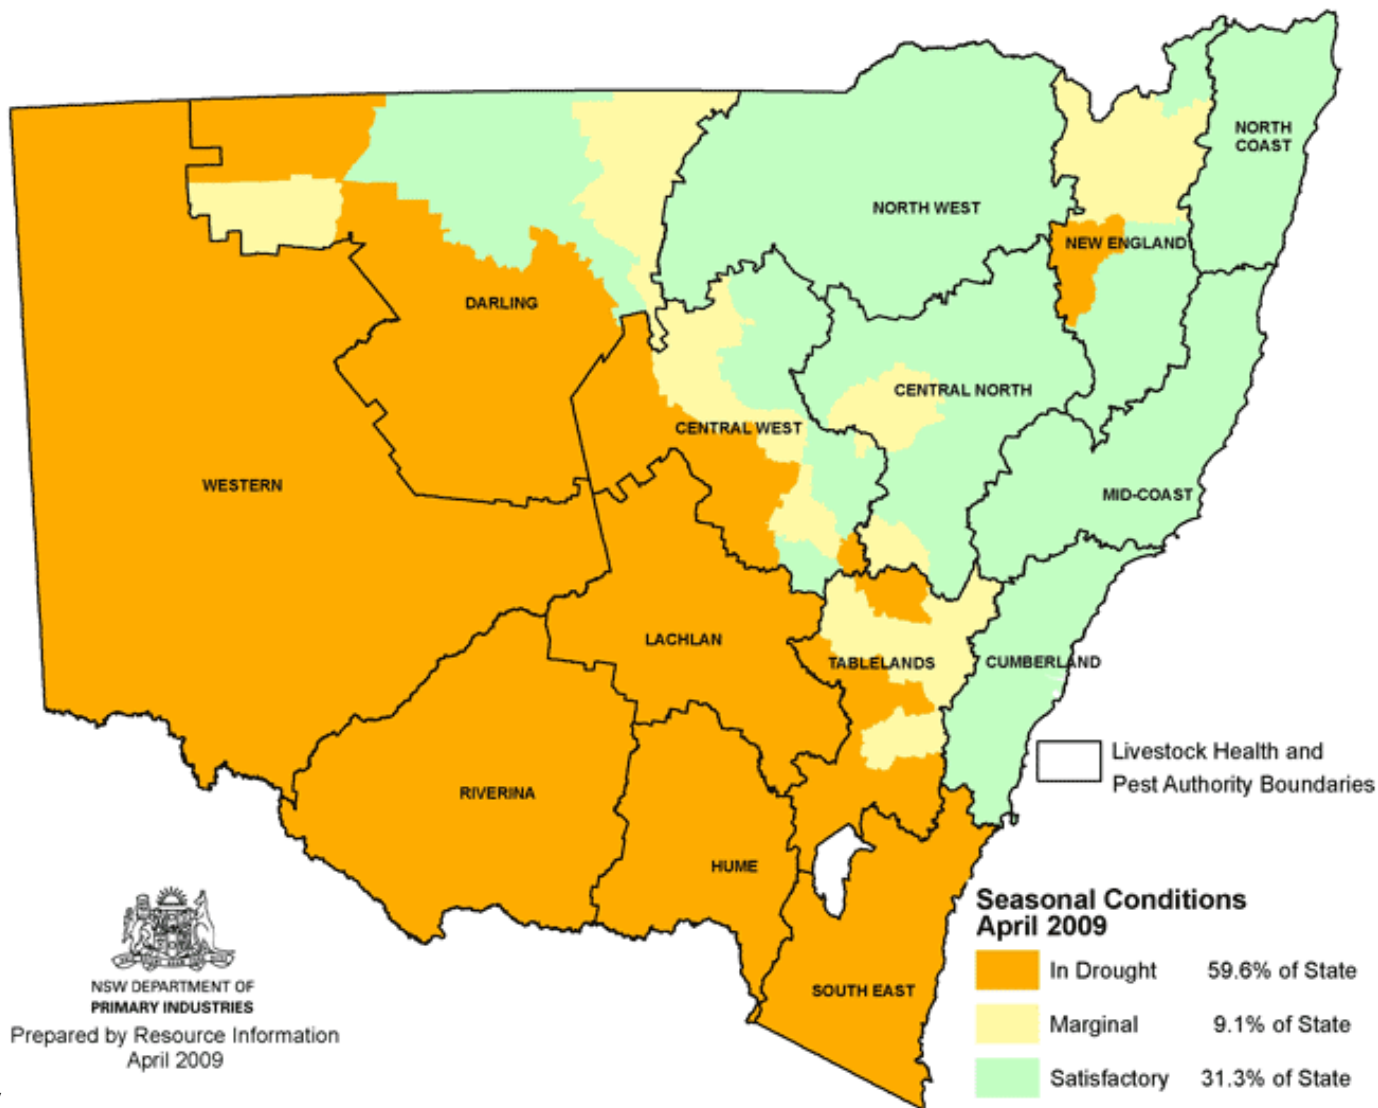 NORTH
COAST
NORTH WEST
NEW ENGLAND
DARLING
CENTRAL NORTH
CENTRAL WEST
WESTERN
MID-COAST
LACHLAN
TABLELANDS
CUMBERLAND
Livestock Health and
Pest Authority Boundaries
RIVERINA
HUME
SOUTH EAST
Seasonal Conditions
April 2009
In Drought 59.6% of State
Marginal 9.1% of State
Satisfactory 31.3% of State
NSW DEPARTMENT OF
PRIMARY INDUSTRIES
Prepared by Resource Information
April 2009